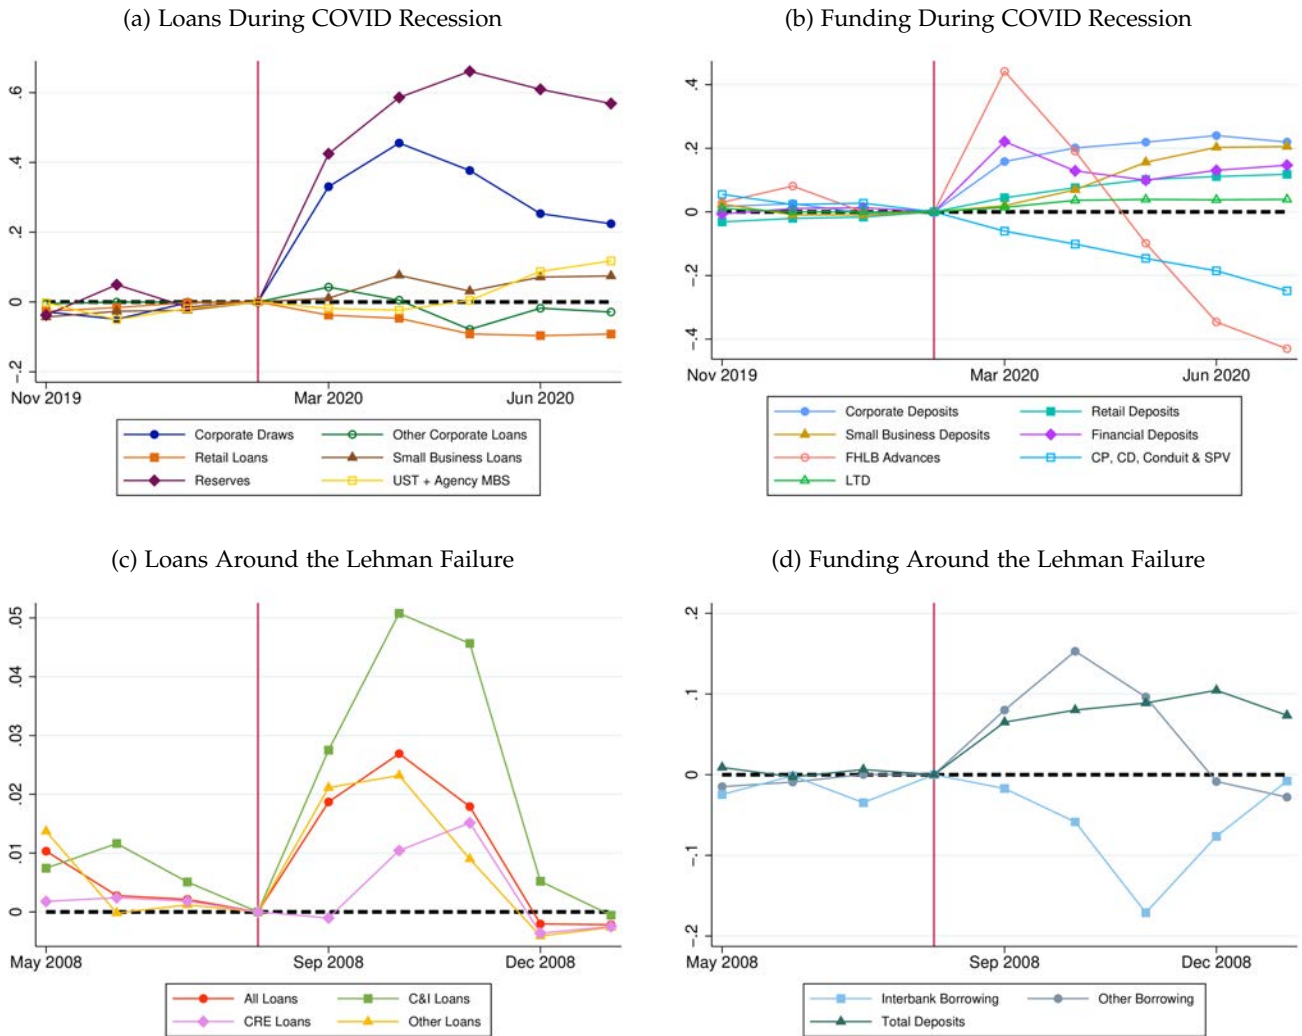 (a) Loans During COVID Recession
.6
.4
.2
0
-.2
Nov 2019
Mar 2020
Jun 2020
Corporate Draws
Other Corporate Loans
Retail Loans
Small Business Loans
Reserves
UST + Agency MBS
(b) Funding During COVID Recession
.4
.2
0
-.2
-.4
Nov 2019
Mar 2020
Jun 2020
Corporate Deposits
Retail Deposits
Small Business Deposits
Financial Deposits
FHLB Advances
CP, CD, Conduit & SPV
LTD
(c) Loans Around the Lehman Failure
.05
.04
.03
.02
.01
0
May 2008
Sep 2008
Dec 2008
All Loans
C&I Loans
CRE Loans
Other Loans
(d) Funding Around the Lehman Failure
.2
.1
0
-.1
-.2
May 2008
Sep 2008
Dec 2008
Interbank Borrowing
Other Borrowing
Total Deposits